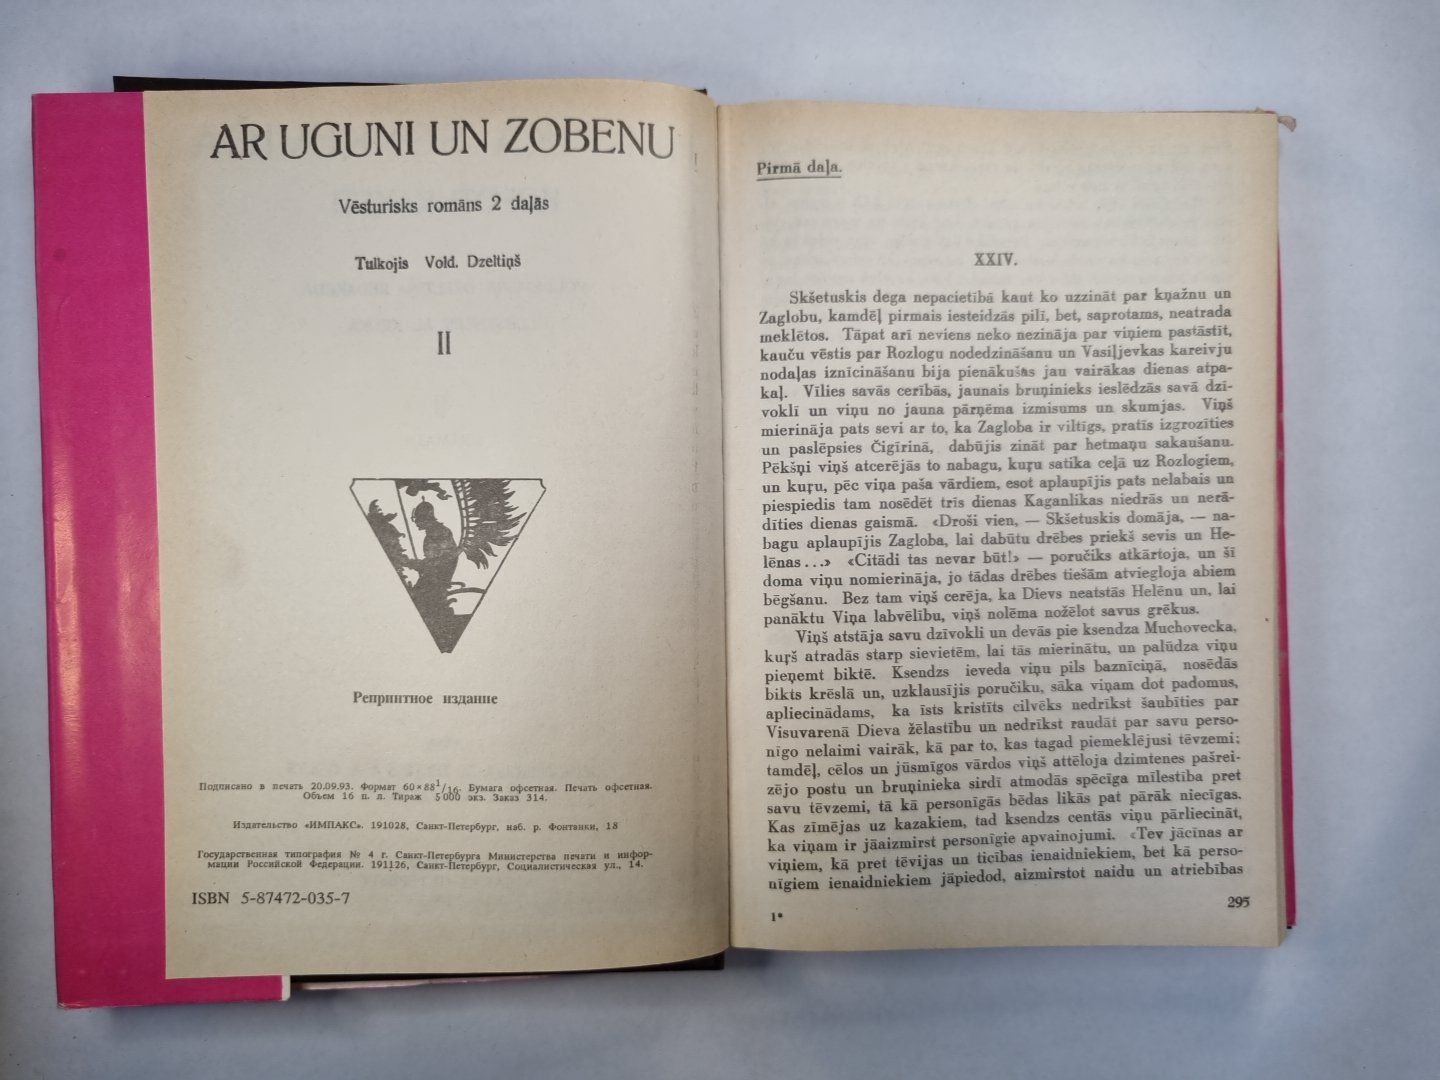 AR UGUNI UN ZOBENU
Vēsturisks romāns 2 daļās
Tulkojis Vold. Dzeltiņš
II
Репринтное издание
Подписано в печать 20.09.93. Формат 60×88 1/16. Бумага офсетная. Печать офсетная.
Объем 16 п. л. Тираж 5 000 экз. Заказ 314.
Издательство «ИМПАКС». 191028, Санкт-Петербург, наб. р. Фонтанки, 18
Государственная типография № 4 г. Санкт-Петербурга Министерства печати и инфор-
мации Российской Федерации. 191126, Санкт-Петербург, Социалистическая ул., 14.
ISBN 5-87472-035-7
Pirmā daļa.
XXIV.
Skšetuskis dega nepacietībā kaut ko uzzināt par kņažnu un
Zaglobu, kamdēļ pirmais iesteidzās pilī, bet, saprotams, neatrada
meklētos. Tāpat arī neviens neko nezināja par viņiem pastāstīt,
kauču vēstis par Rozlogu nodedzināšanu un Vasiļjevkas kareivju
nodaļas iznīcināšanu bija pienākušas jau vairākas dienas atpa-
kaļ. Vīlies savās cerībās, jaunais bruņinieks ieslēdzās savā dzī-
voklī un viņu no jauna pārņēma izmisums un skumjas. Viņš
mierināja pats sevi ar to, ka Zagloba ir viltīgs, pratīs izgrozīties
un paslēpsies Čigīrinā, dabūjis zināt par hetmaņu sakaušanu.
Pēkšņi viņš atcerējās to nabagu, kuŗu satika ceļā uz Rozlogiem,
un kuŗu, pēc viņa paša vārdiem, esot aplaupījis pats nelabais un
piespiedis tam nosēdēt trīs dienas Kaganlikas niedrās un nerā-
dīties dienas gaismā. «Droši vien, — Skšetuskis domāja, — na-
bagu aplaupījis Zagloba, lai dabūtu drēbes priekš sevis un He-
lēnas...» «Citādi tas nevar būt!» — poručiks atkārtoja, un šī
doma viņu nomierināja, jo tādas drēbes tiešām atviegloja abiem
bēgšanu. Bez tam viņš cerēja, ka Dievs neatstās Helēnu un, lai
panāktu Viņa labvēlību, viņš nolēma nožēlot savus grēkus.
Viņš atstāja savu dzīvokli un devās pie ksendza Muchovecka,
kuŗš atradās starp sievietēm, lai tās mierinātu, un palūdza viņu
pieņemt biktē. Ksendzs ieveda viņu pils baznīciņā, nosēdās
bikts krēslā un, uzklausījis poručiku, sāka viņam dot padomus,
apliecinādams, ka īsts kristīts cilvēks nedrīkst šaubīties par
Visuvarenā Dieva žēlastību un nedrīkst raudāt par savu perso-
nīgo nelaimi vairāk, kā par to, kas tagad piemeklējusi tēvzemi;
tamdēļ, cēlos un jūsmīgos vārdos viņš attēloja dzimtenes pašrei-
zējo postu un bruņinieka sirdī atmodās spēcīga mīlestība pret
savu tēvzemi, tā kā personīgās bēdas likās pat pārāk niecīgas.
Kas zīmējas uz kazakiem, tad ksendzs centās viņu pārliecināt,
ka viņam ir jāaizmirst personīgie apvainojumi. «Tev jācīnas ar
viņiem, kā pret tēvijas un ticības ienaidniekiem, bet kā perso-
nīgiem ienaidniekiem jāpiedod, aizmirstot naidu un atriebības
1*
295